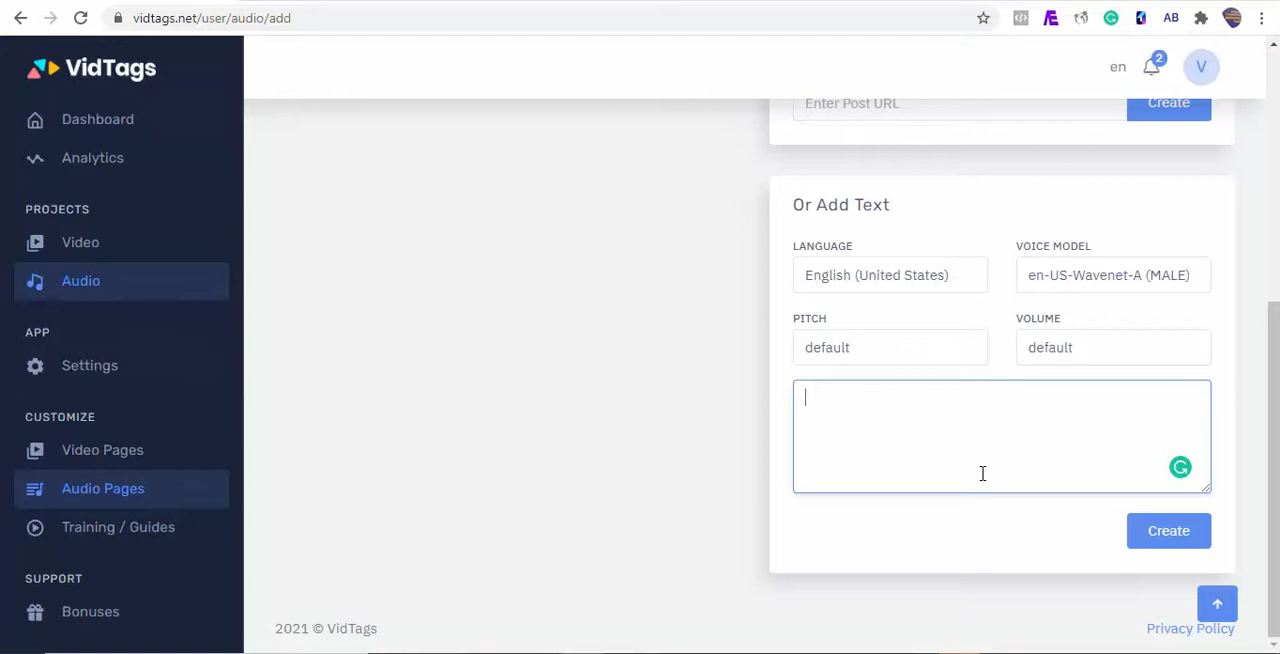 vidtags.net/user/audio/add
AB
VidTags
en
2
V
Dashboard
Analytics
PROJECTS
Video
Audio
APP
Settings
CUSTOMIZE
Video Pages
Audio Pages
Training / Guides
SUPPORT
Bonuses
Enter Post URL
Create
Or Add Text
LANGUAGE
VOICE MODEL
English (United States)
en-US-Wavenet-A (MALE)
PITCH
VOLUME
default
default
Create
2021 © VidTags
Privacy Policy